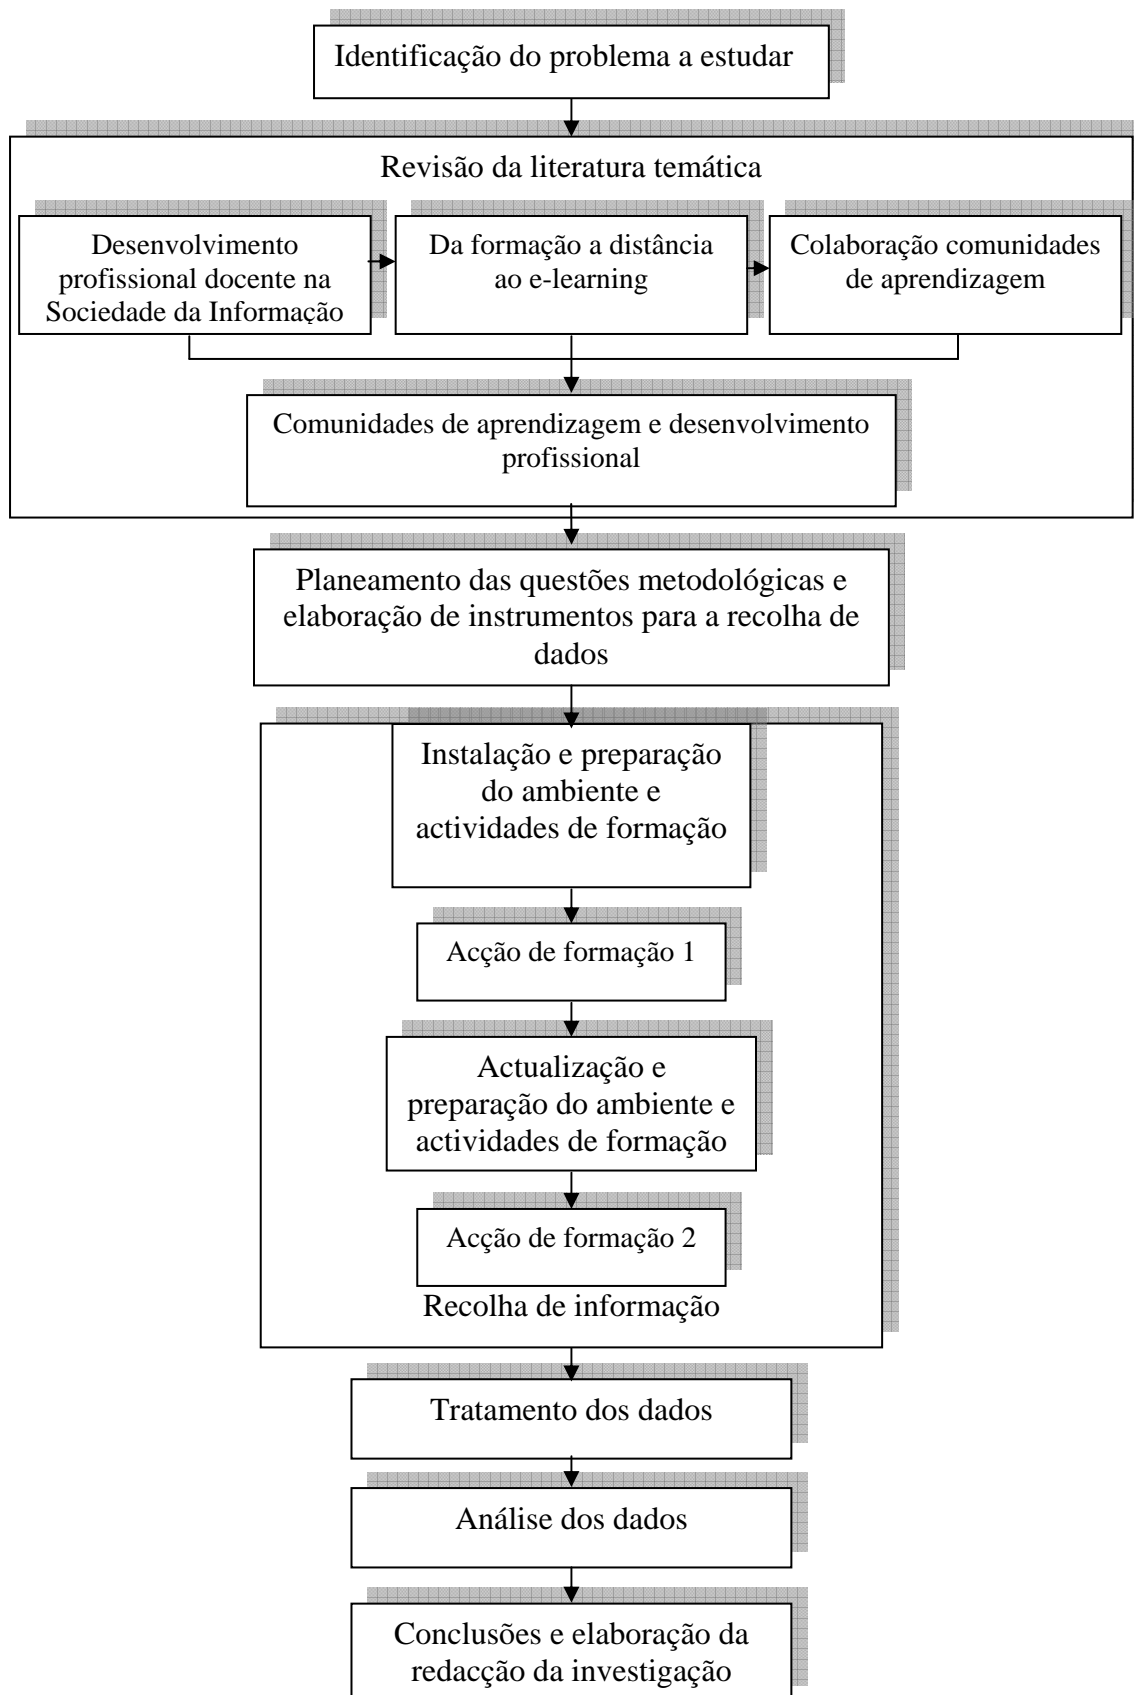 Identificação do problema a estudar
Revisão da literatura temática
Desenvolvimento
profissional docente na
Sociedade da Informação
Da formação a distância
ao e-learning
Colaboração comunidades
de aprendizagem
Comunidades de aprendizagem e desenvolvimento
profissional
Planeamento das questões metodológicas e
elaboração de instrumentos para a recolha de
dados
Instalação e preparação
do ambiente e
actividades de formação
Acção de formação 1
Actualização e
preparação do ambiente e
actividades de formação
Acção de formação 2
Recolha de informação
Tratamento dos dados
Análise dos dados
Conclusões e elaboração da
redacção da investigação